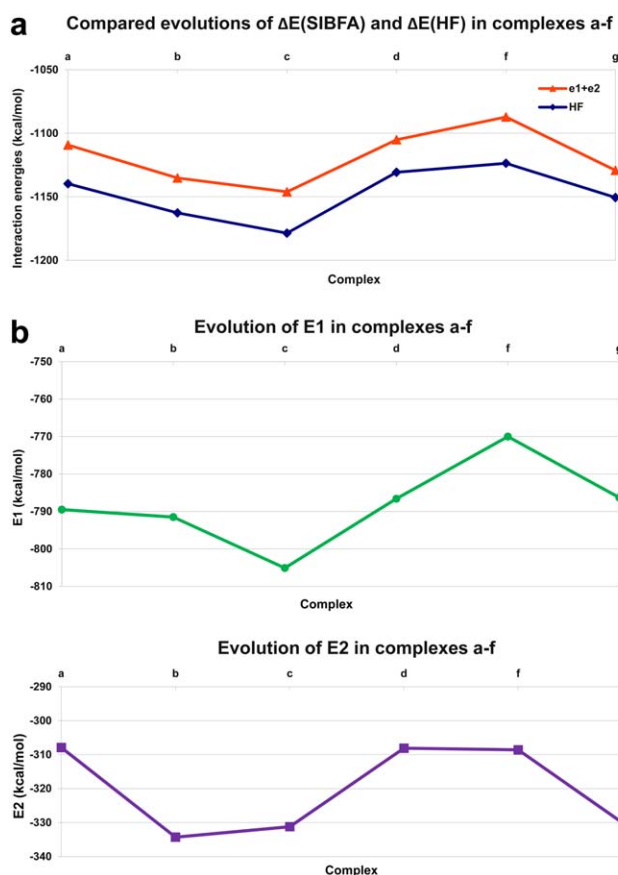 a
Compared evolutions of ΔE(SIBFA) and ΔE(HF) in complexes a-f
a b c d f g
-1050
-1100
-1150
-1200
Interaction energies (kcal/mol)
e1+e2
HF
Complex
b
Evolution of E1 in complexes a-f
a b c d f g
-750
-760
-770
-780
-790
-800
-810
E1 (kcal/mol)
Complex
Evolution of E2 in complexes a-f
a b c d f
-290
-300
-310
-320
-330
-340
E2 (kcal/mol)
Complex